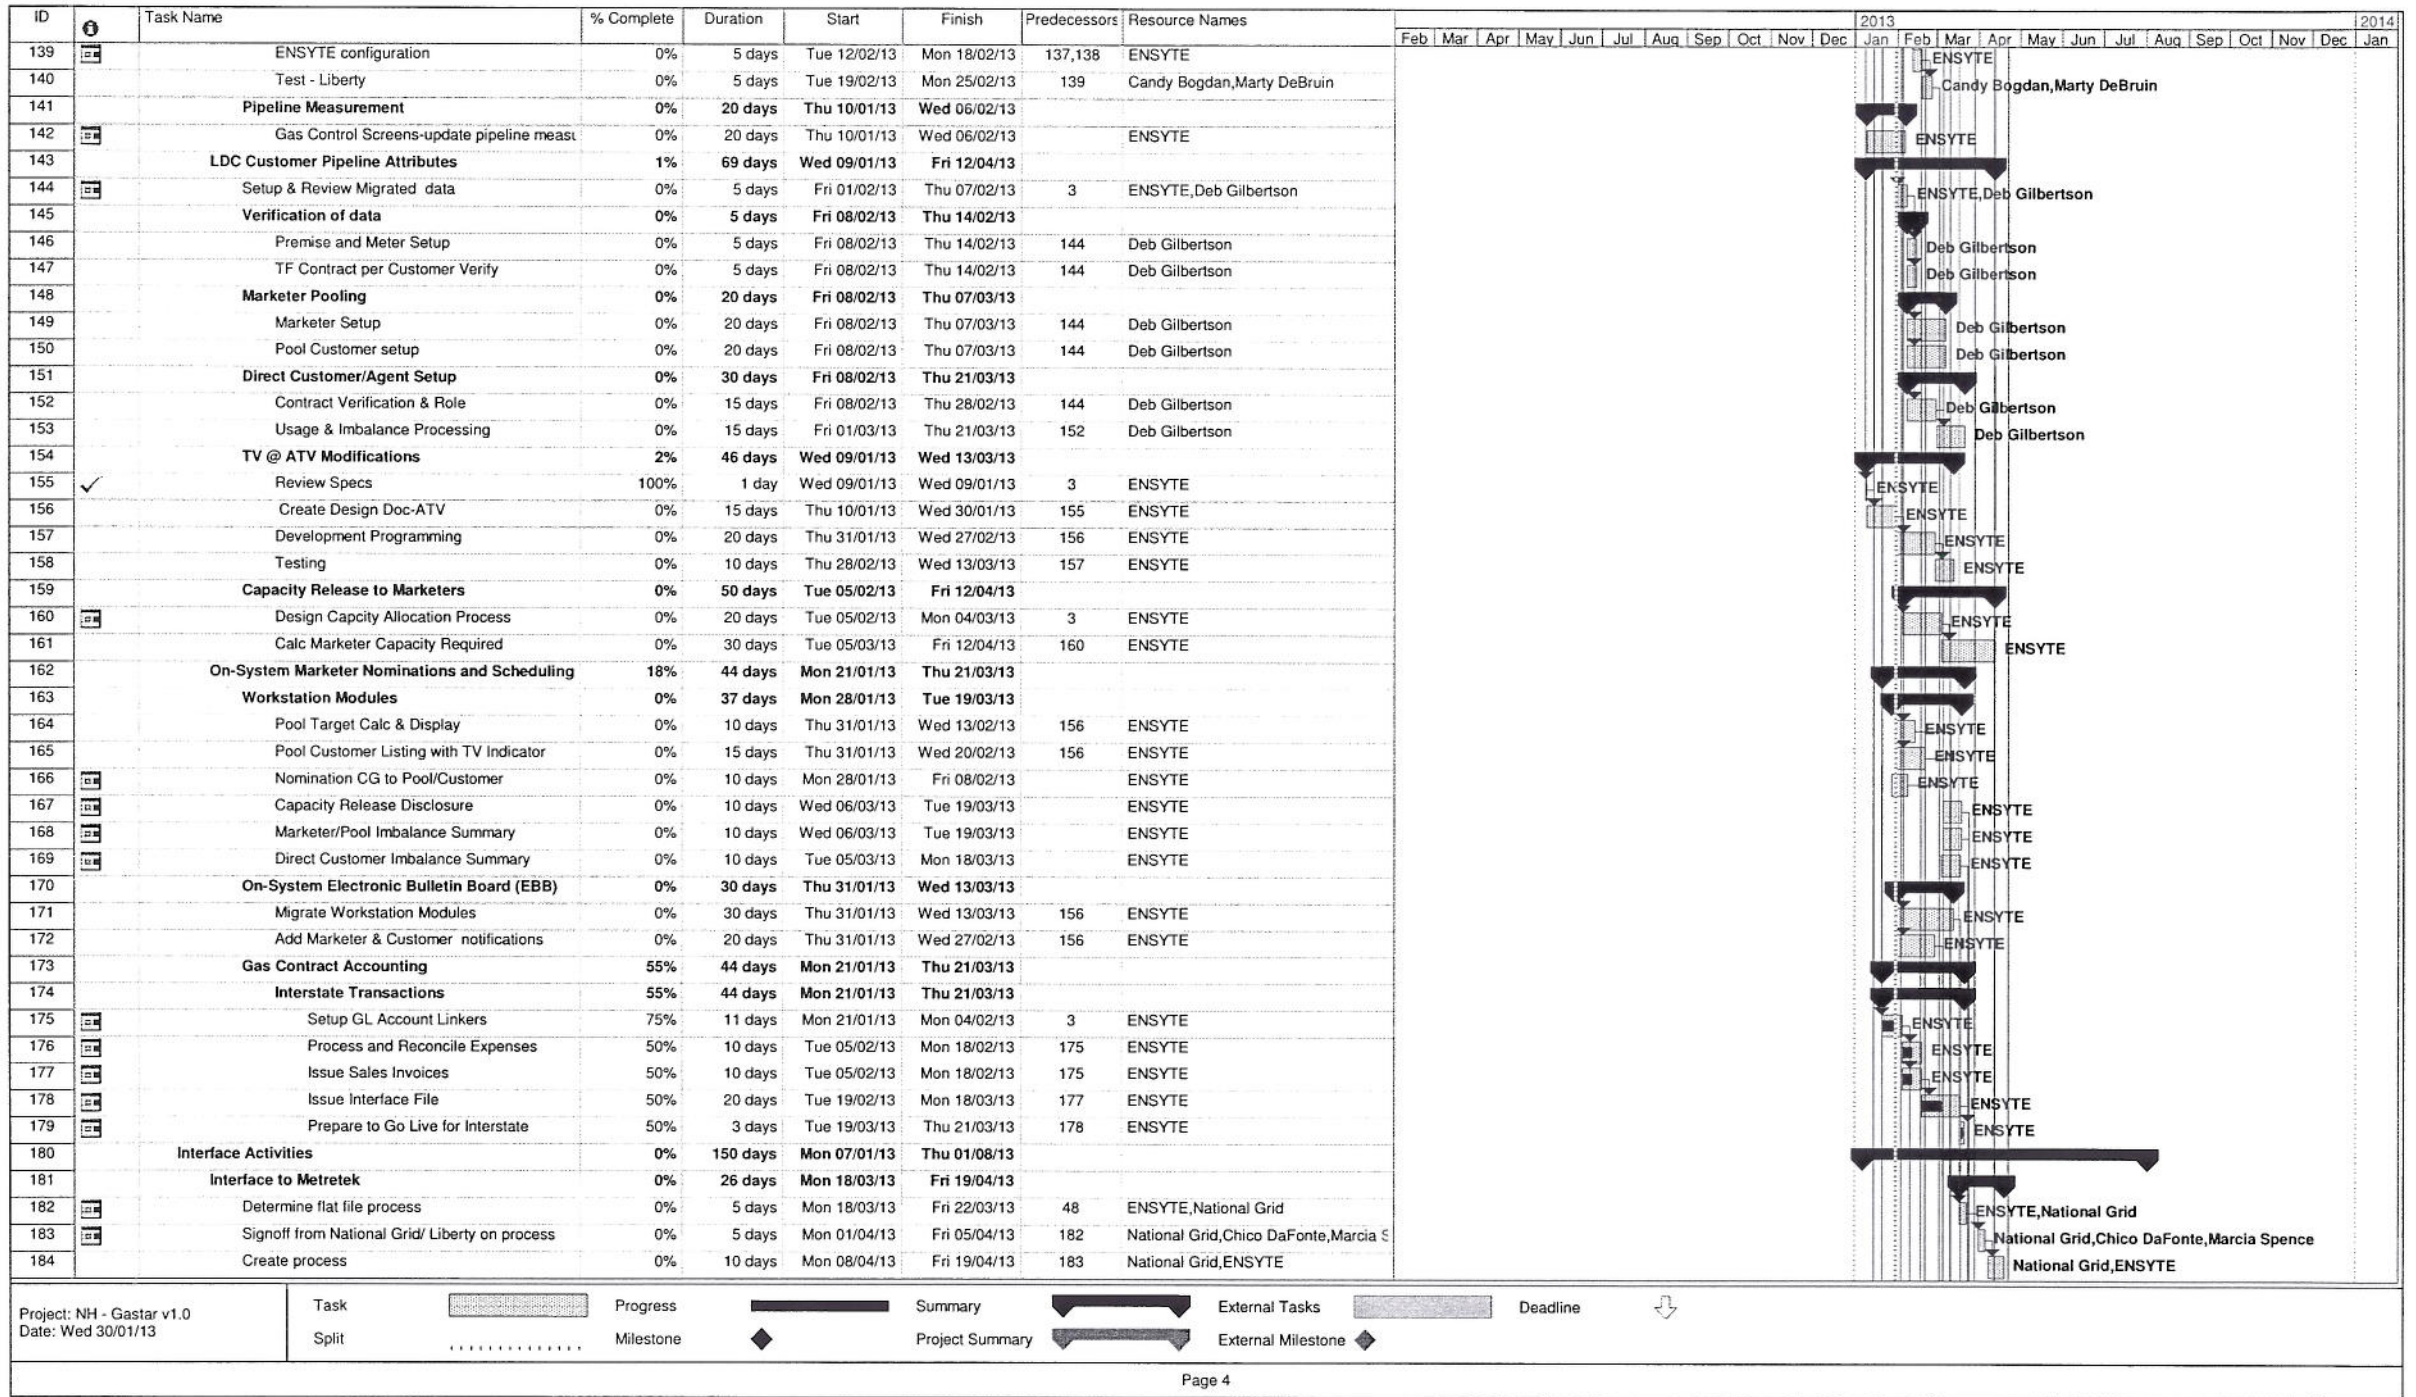 ID Task Name % Complete Duration Start Finish Predecessors Resource Names
2013 2014
Feb Mar Apr May Jun Jul Aug Sep Oct Nov Dec Jan Feb Mar Apr May Jun Jul Aug Sep Oct Nov Dec Jan
139 ENSYTE configuration 0% 5 days Tue 12/02/13 Mon 18/02/13 137,138 ENSYTE ENSYTE
140 Test - Liberty 0% 5 days Tue 19/02/13 Mon 25/02/13 139 Candy Bogdan,Marty DeBruin Candy Bogdan,Marty DeBruin
141 Pipeline Measurement 0% 20 days Thu 10/01/13 Wed 06/02/13
142 Gas Control Screens-update pipeline meast 0% 20 days Thu 10/01/13 Wed 06/02/13 ENSYTE ENSYTE
143 LDC Customer Pipeline Attributes 1% 69 days Wed 09/01/13 Fri 12/04/13
144 Setup & Review Migrated data 0% 5 days Fri 01/02/13 Thu 07/02/13 3 ENSYTE,Deb Gilbertson ENSYTE,Deb Gilbertson
145 Verification of data 0% 5 days Fri 08/02/13 Thu 14/02/13
146 Premise and Meter Setup 0% 5 days Fri 08/02/13 Thu 14/02/13 144 Deb Gilbertson Deb Gilbertson
147 TF Contract per Customer Verify 0% 5 days Fri 08/02/13 Thu 14/02/13 144 Deb Gilbertson Deb Gilbertson
148 Marketer Pooling 0% 20 days Fri 08/02/13 Thu 07/03/13
149 Marketer Setup 0% 20 days Fri 08/02/13 Thu 07/03/13 144 Deb Gilbertson Deb Gilbertson
150 Pool Customer setup 0% 20 days Fri 08/02/13 Thu 07/03/13 144 Deb Gilbertson Deb Gilbertson
151 Direct Customer/Agent Setup 0% 30 days Fri 08/02/13 Thu 21/03/13
152 Contract Verification & Role 0% 15 days Fri 08/02/13 Thu 28/02/13 144 Deb Gilbertson Deb Gilbertson
153 Usage & Imbalance Processing 0% 15 days Fri 01/03/13 Thu 21/03/13 152 Deb Gilbertson Deb Gilbertson
154 TV @ ATV Modifications 2% 46 days Wed 09/01/13 Wed 13/03/13
155 Review Specs 100% 1 day Wed 09/01/13 Wed 09/01/13 3 ENSYTE ENSYTE
156 Create Design Doc-ATV 0% 15 days Thu 10/01/13 Wed 30/01/13 155 ENSYTE ENSYTE
157 Development Programming 0% 20 days Thu 31/01/13 Wed 27/02/13 156 ENSYTE ENSYTE
158 Testing 0% 10 days Thu 28/02/13 Wed 13/03/13 157 ENSYTE ENSYTE
159 Capacity Release to Marketers 0% 50 days Tue 05/02/13 Fri 12/04/13
160 Design Capcity Allocation Process 0% 20 days Tue 05/02/13 Mon 04/03/13 3 ENSYTE ENSYTE
161 Calc Marketer Capacity Required 0% 30 days Tue 05/03/13 Fri 12/04/13 160 ENSYTE ENSYTE
162 On-System Marketer Nominations and Scheduling 18% 44 days Mon 21/01/13 Thu 21/03/13
163 Workstation Modules 0% 37 days Mon 28/01/13 Tue 19/03/13
164 Pool Target Calc & Display 0% 10 days Thu 31/01/13 Wed 13/02/13 156 ENSYTE ENSYTE
165 Pool Customer Listing with TV Indicator 0% 15 days Thu 31/01/13 Wed 20/02/13 156 ENSYTE ENSYTE
166 Nomination CG to Pool/Customer 0% 10 days Mon 28/01/13 Fri 08/02/13 ENSYTE ENSYTE
167 Capacity Release Disclosure 0% 10 days Wed 06/03/13 Tue 19/03/13 ENSYTE ENSYTE
168 Marketer/Pool Imbalance Summary 0% 10 days Wed 06/03/13 Tue 19/03/13 ENSYTE ENSYTE
169 Direct Customer Imbalance Summary 0% 10 days Tue 05/03/13 Mon 18/03/13 ENSYTE ENSYTE
170 On-System Electronic Bulletin Board (EBB) 0% 30 days Thu 31/01/13 Wed 13/03/13
171 Migrate Workstation Modules 0% 30 days Thu 31/01/13 Wed 13/03/13 156 ENSYTE ENSYTE
172 Add Marketer & Customer notifications 0% 20 days Thu 31/01/13 Wed 27/02/13 156 ENSYTE ENSYTE
173 Gas Contract Accounting 55% 44 days Mon 21/01/13 Thu 21/03/13
174 Interstate Transactions 55% 44 days Mon 21/01/13 Thu 21/03/13
175 Setup GL Account Linkers 75% 11 days Mon 21/01/13 Mon 04/02/13 3 ENSYTE ENSYTE
176 Process and Reconcile Expenses 50% 10 days Tue 05/02/13 Mon 18/02/13 175 ENSYTE ENSYTE
177 Issue Sales Invoices 50% 10 days Tue 05/02/13 Mon 18/02/13 175 ENSYTE ENSYTE
178 Issue Interface File 50% 20 days Tue 19/02/13 Mon 18/03/13 177 ENSYTE ENSYTE
179 Prepare to Go Live for Interstate 50% 3 days Tue 19/03/13 Thu 21/03/13 178 ENSYTE ENSYTE
180 Interface Activities 0% 150 days Mon 07/01/13 Thu 01/08/13
181 Interface to Metretek 0% 26 days Mon 18/03/13 Fri 19/04/13
182 Determine flat file process 0% 5 days Mon 18/03/13 Fri 22/03/13 48 ENSYTE,National Grid ENSYTE,National Grid
183 Signoff from National Grid/ Liberty on process 0% 5 days Mon 01/04/13 Fri 05/04/13 182 National Grid,Chico DaFonte,Marcia S National Grid,Chico DaFonte,Marcia Spence
184 Create process 0% 10 days Mon 08/04/13 Fri 19/04/13 183 National Grid,ENSYTE National Grid,ENSYTE
Project: NH - Gastar v1.0
Date: Wed 30/01/13
Task Progress Summary External Tasks Deadline
Split Milestone Project Summary External Milestone
Page 4